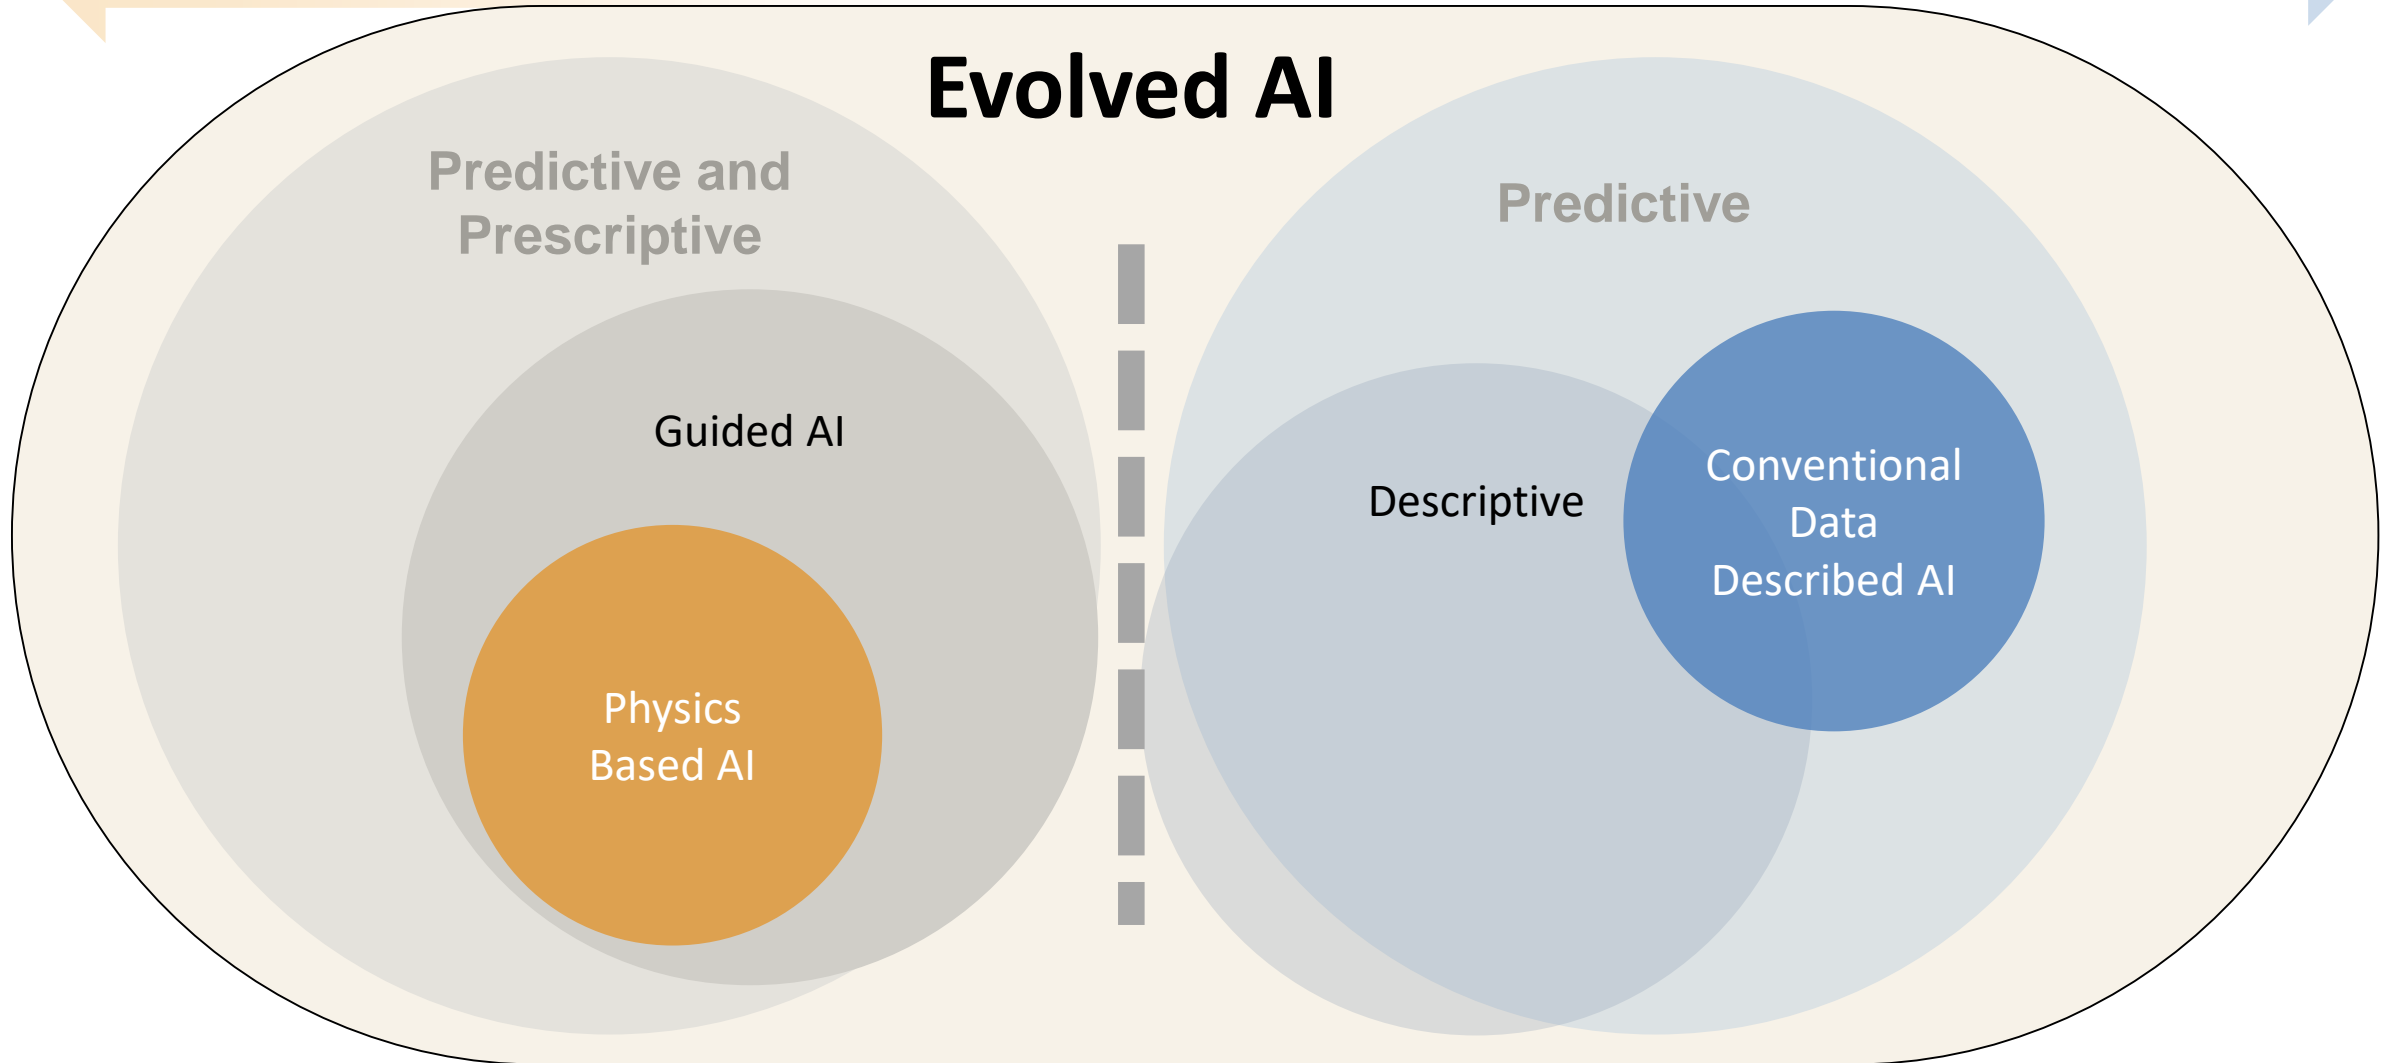 Evolved AI
Predictive and
Prescriptive
Predictive
Guided AI
Descriptive
Conventional
Data
Described AI
Physics
Based AI